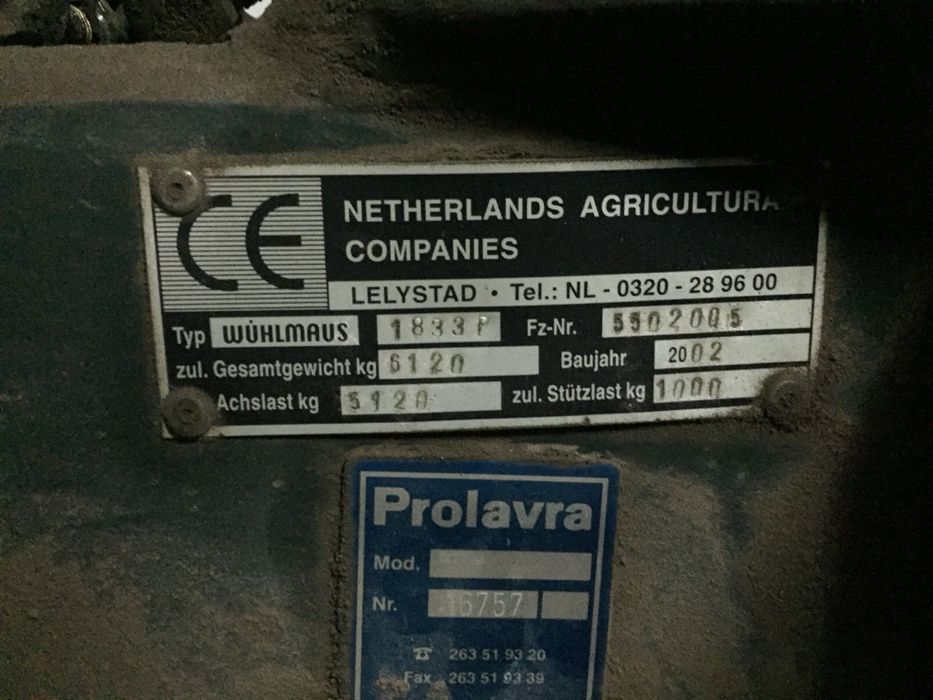 CE
NETHERLANDS AGRICULTURA
COMPANIES
LELYSTAD · Tel.: NL - 0320 - 28 96 00
Typ WÜHLMAUS 1833P Fz-Nr. 5502005
zul. Gesamtgewicht kg 6120 Baujahr 2002
Achslast kg 5120 zul. Stützlast kg 1000
Prolavra
Mod.
Nr. 16757
☎ 263 51 93 20
Fax 263 51 93 39